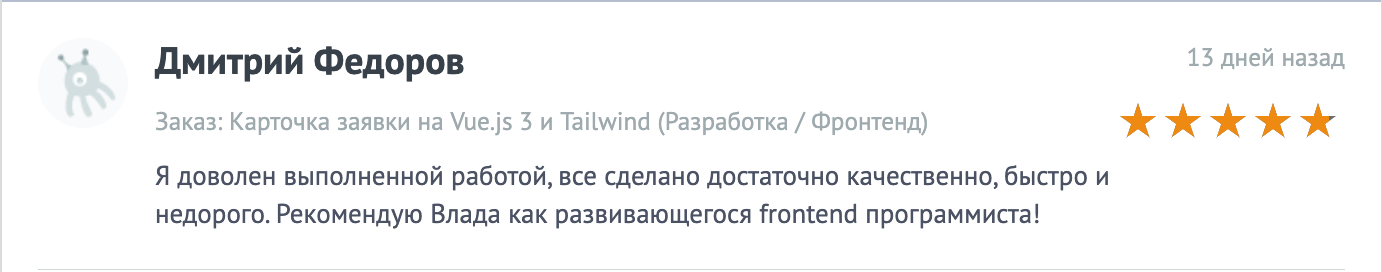 Дмитрий Федоров
13 дней назад
Заказ: Карточка заявки на Vue.js 3 и Tailwind (Разработка / Фронтенд)
Я доволен выполненной работой, все сделано достаточно качественно, быстро и
недорого. Рекомендую Влада как развивающегося frontend программиста!